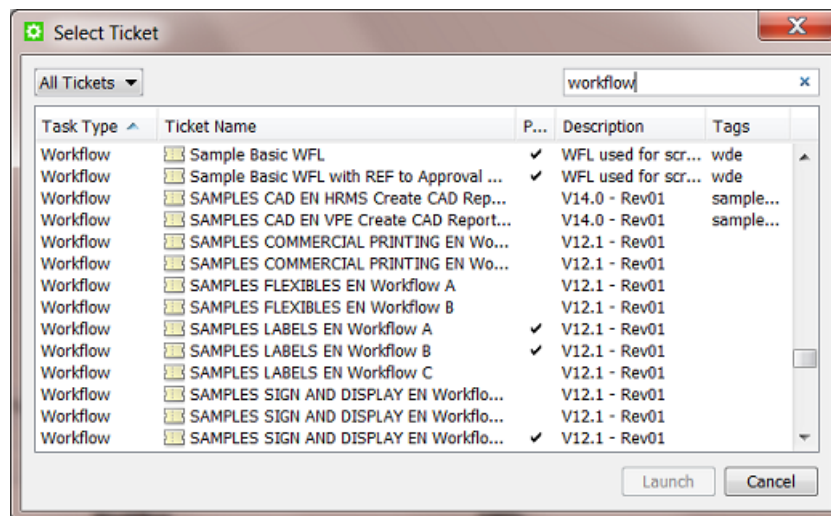 Select Ticket
All Tickets workflow
Task Type Ticket Name P... Description Tags
Workflow Sample Basic WFL ✔ WFL used for scr... wde
Workflow Sample Basic WFL with REF to Approval ... ✔ WFL used for scr... wde
Workflow SAMPLES CAD EN HRMS Create CAD Rep... V14.0 - Rev01 sample...
Workflow SAMPLES CAD EN VPE Create CAD Report... V14.0 - Rev01 sample...
Workflow SAMPLES COMMERCIAL PRINTING EN Wo... V12.1 - Rev01
Workflow SAMPLES COMMERCIAL PRINTING EN Wo... V12.1 - Rev01
Workflow SAMPLES FLEXIBLES EN Workflow A V12.1 - Rev01
Workflow SAMPLES FLEXIBLES EN Workflow B V12.1 - Rev01
Workflow SAMPLES LABELS EN Workflow A ✔ V12.1 - Rev01
Workflow SAMPLES LABELS EN Workflow B ✔ V12.1 - Rev01
Workflow SAMPLES LABELS EN Workflow C V12.1 - Rev01
Workflow SAMPLES SIGN AND DISPLAY EN Workflo... V12.1 - Rev01
Workflow SAMPLES SIGN AND DISPLAY EN Workflo... V12.1 - Rev01
Workflow SAMPLES SIGN AND DISPLAY EN Workflo... ✔ V12.1 - Rev01
Launch Cancel